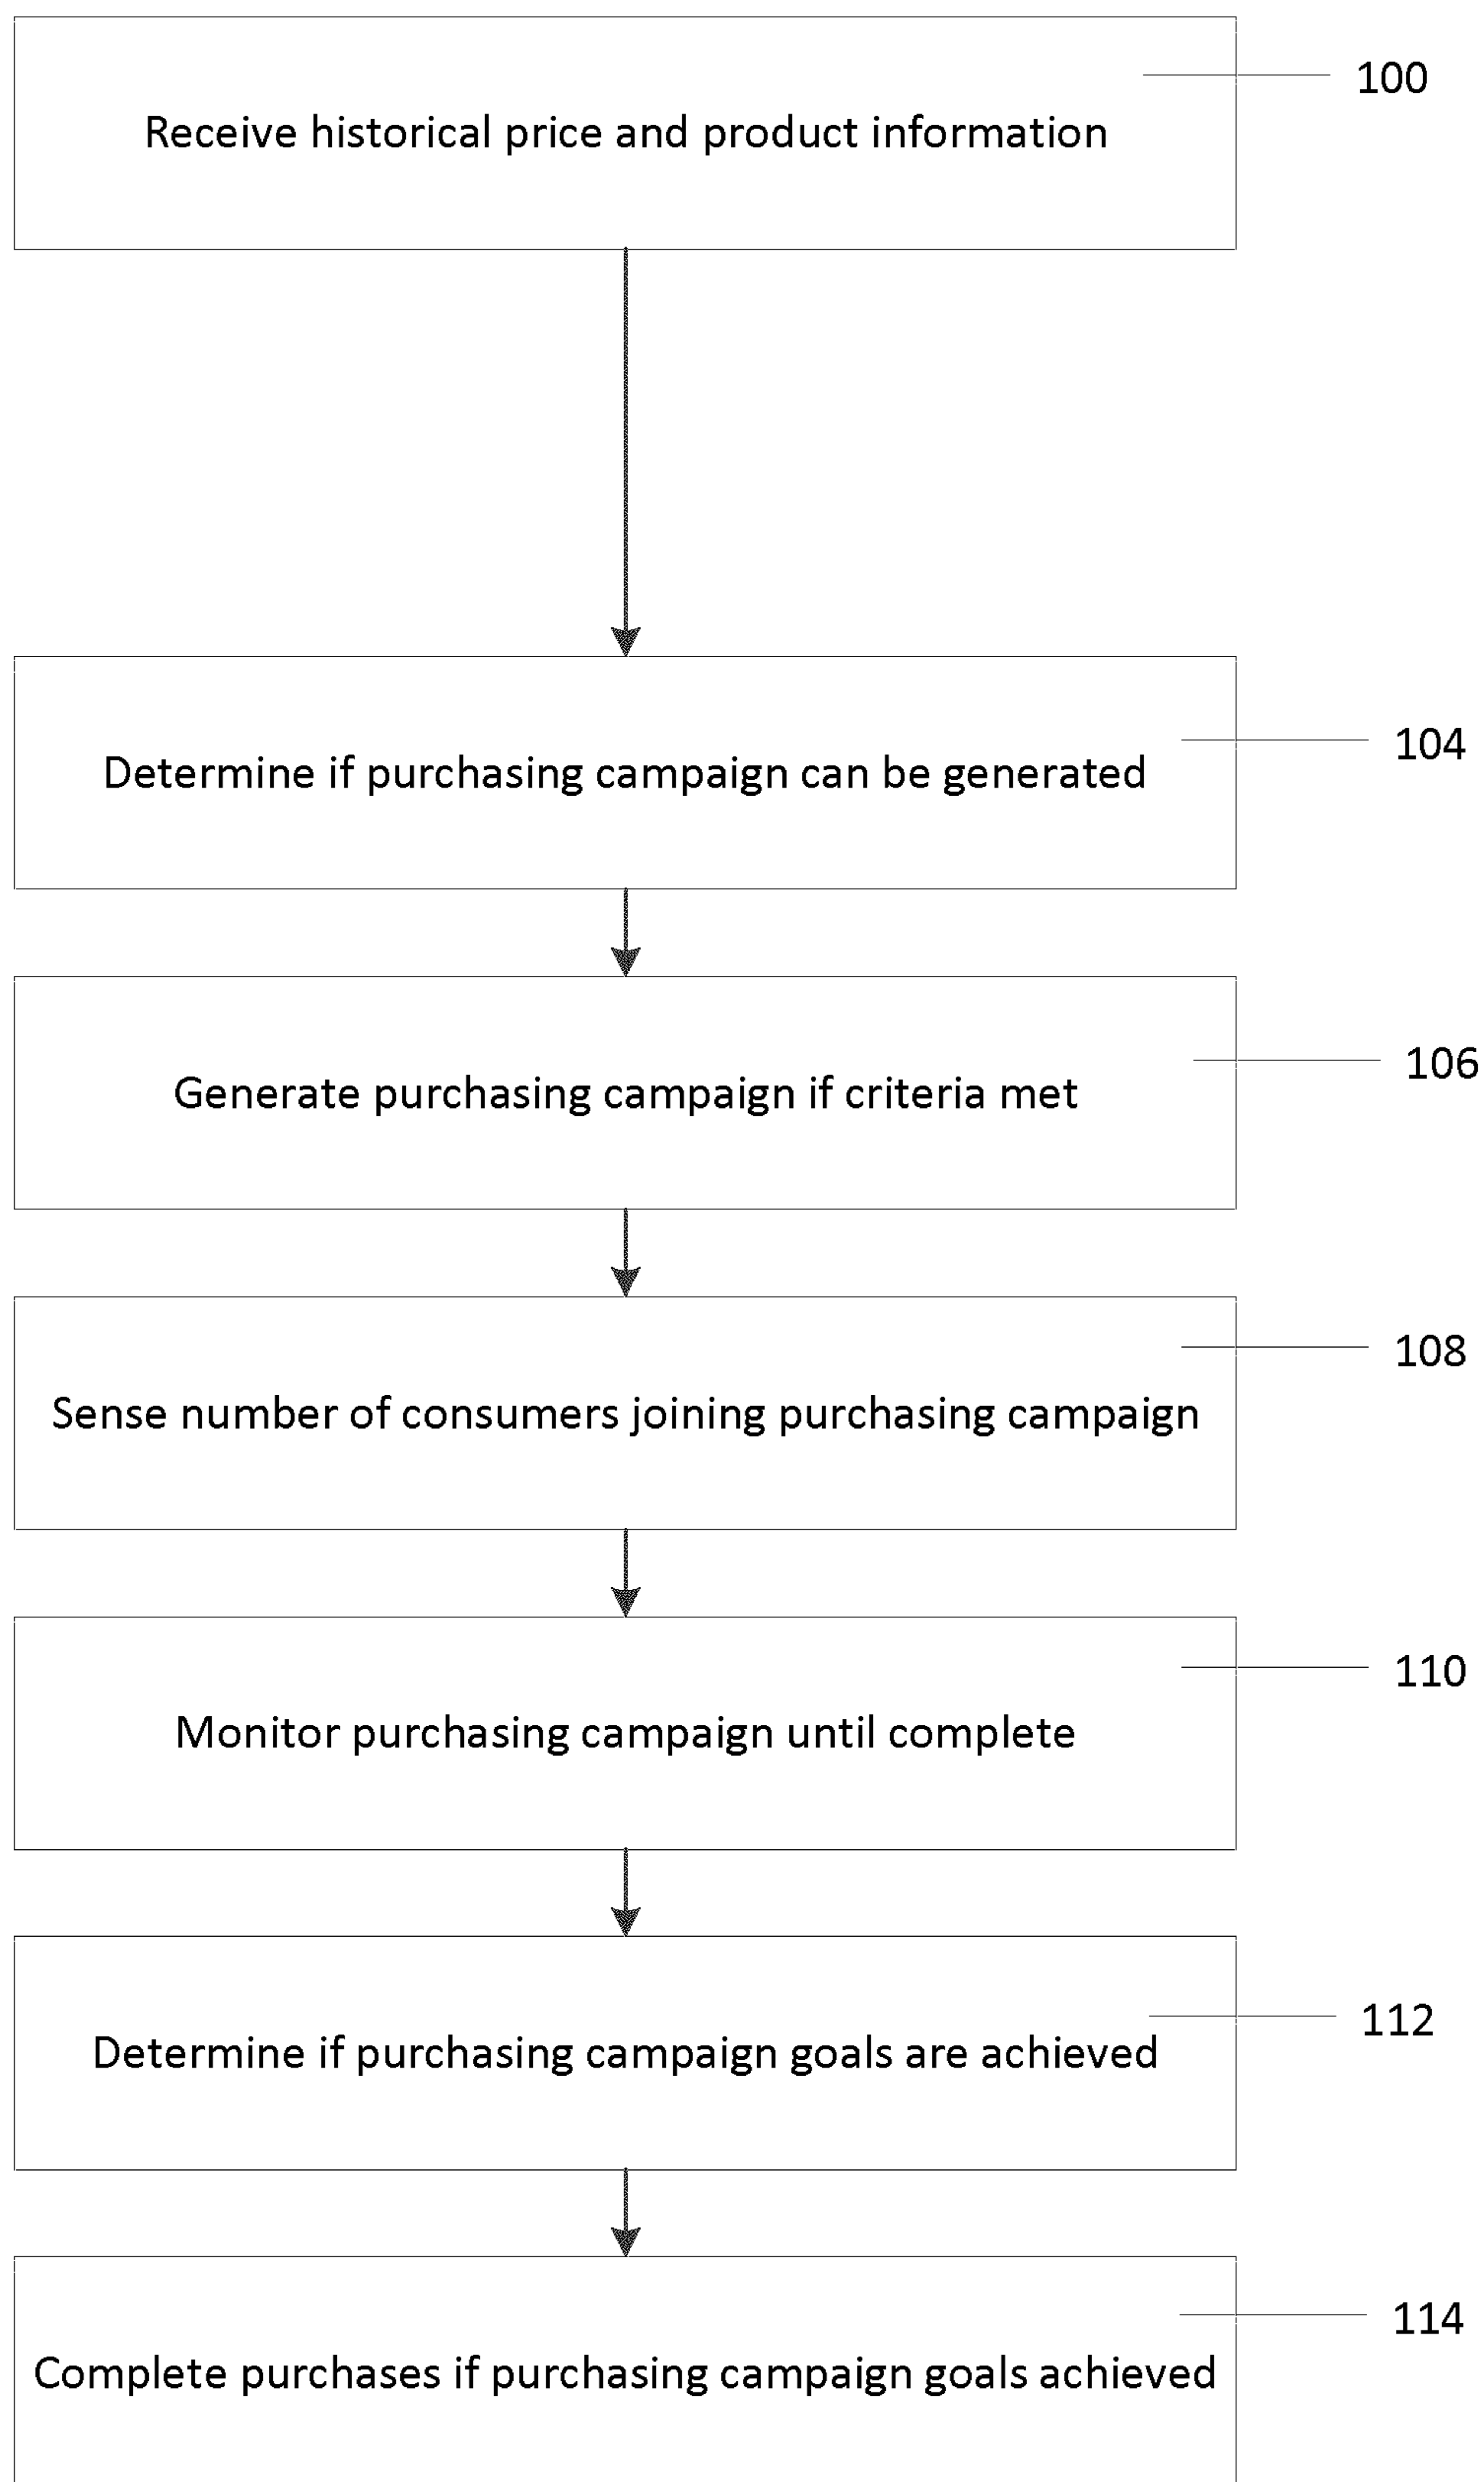 100
Receive historical price and product information
104
Determine if purchasing campaign can be generated
106
Generate purchasing campaign if criteria met
108
Sense number of consumers joining purchasing campaign
110
Monitor purchasing campaign until complete
112
Determine if purchasing campaign goals are achieved
114
Complete purchases if purchasing campaign goals achieved